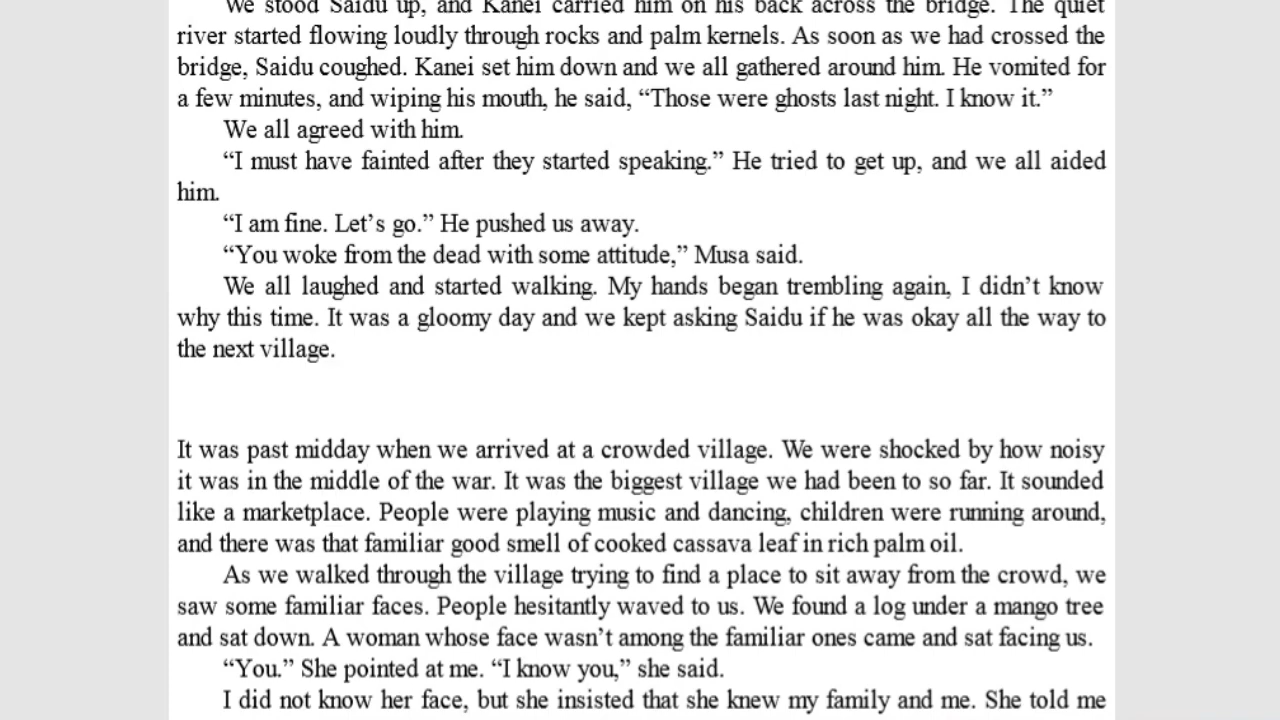 We stood Saidu up, and Kanei carried him on his back across the bridge. The quiet
river started flowing loudly through rocks and palm kernels. As soon as we had crossed the
bridge, Saidu coughed. Kanei set him down and we all gathered around him. He vomited for
a few minutes, and wiping his mouth, he said, “Those were ghosts last night. I know it.”
We all agreed with him.
“I must have fainted after they started speaking.” He tried to get up, and we all aided
him.
“I am fine. Let’s go.” He pushed us away.
“You woke from the dead with some attitude,” Musa said.
We all laughed and started walking. My hands began trembling again, I didn’t know
why this time. It was a gloomy day and we kept asking Saidu if he was okay all the way to
the next village.
It was past midday when we arrived at a crowded village. We were shocked by how noisy
it was in the middle of the war. It was the biggest village we had been to so far. It sounded
like a marketplace. People were playing music and dancing, children were running around,
and there was that familiar good smell of cooked cassava leaf in rich palm oil.
As we walked through the village trying to find a place to sit away from the crowd, we
saw some familiar faces. People hesitantly waved to us. We found a log under a mango tree
and sat down. A woman whose face wasn’t among the familiar ones came and sat facing us.
“You.” She pointed at me. “I know you,” she said.
I did not know her face, but she insisted that she knew my family and me. She told me